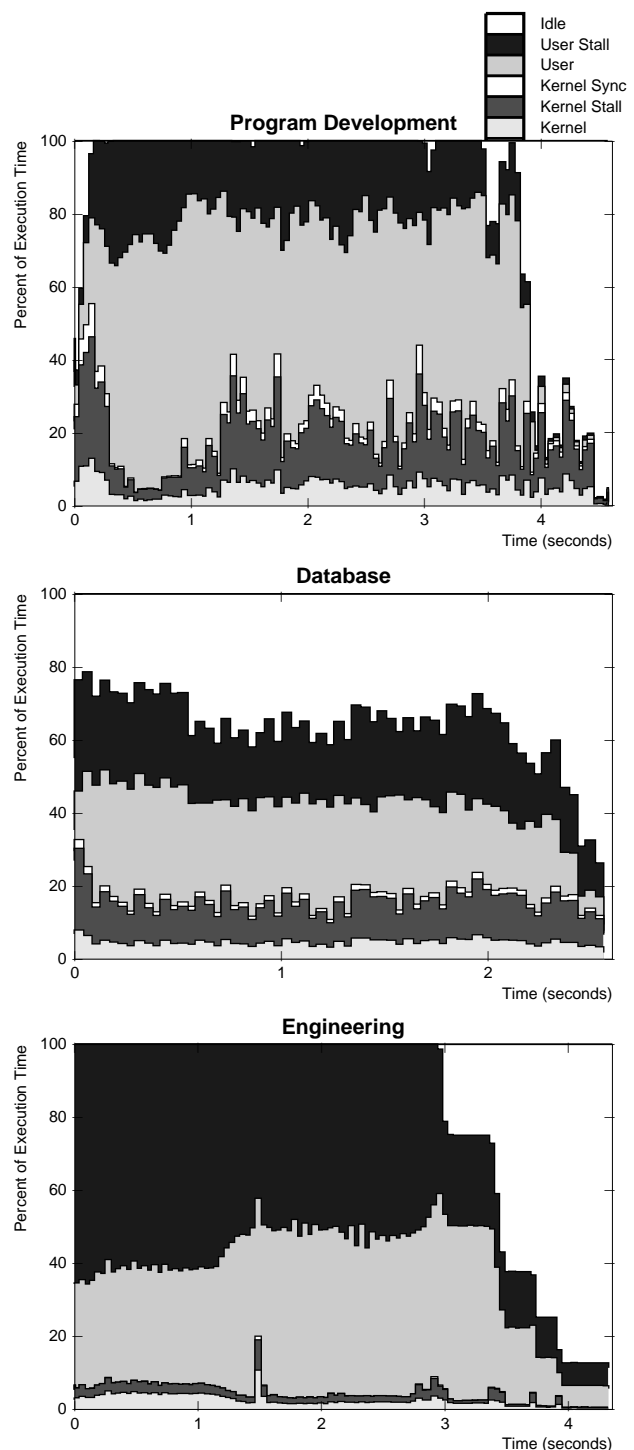 Idle
User Stall
User
Kernel Sync
Kernel Stall
Kernel
Program Development
Percent of Execution Time
100
80
60
40
20
0
0 1 2 3 4
Time (seconds)
Database
Percent of Execution Time
100
80
60
40
20
0
0 1 2
Time (seconds)
Engineering
Percent of Execution Time
100
80
60
40
20
0
0 1 2 3 4
Time (seconds)